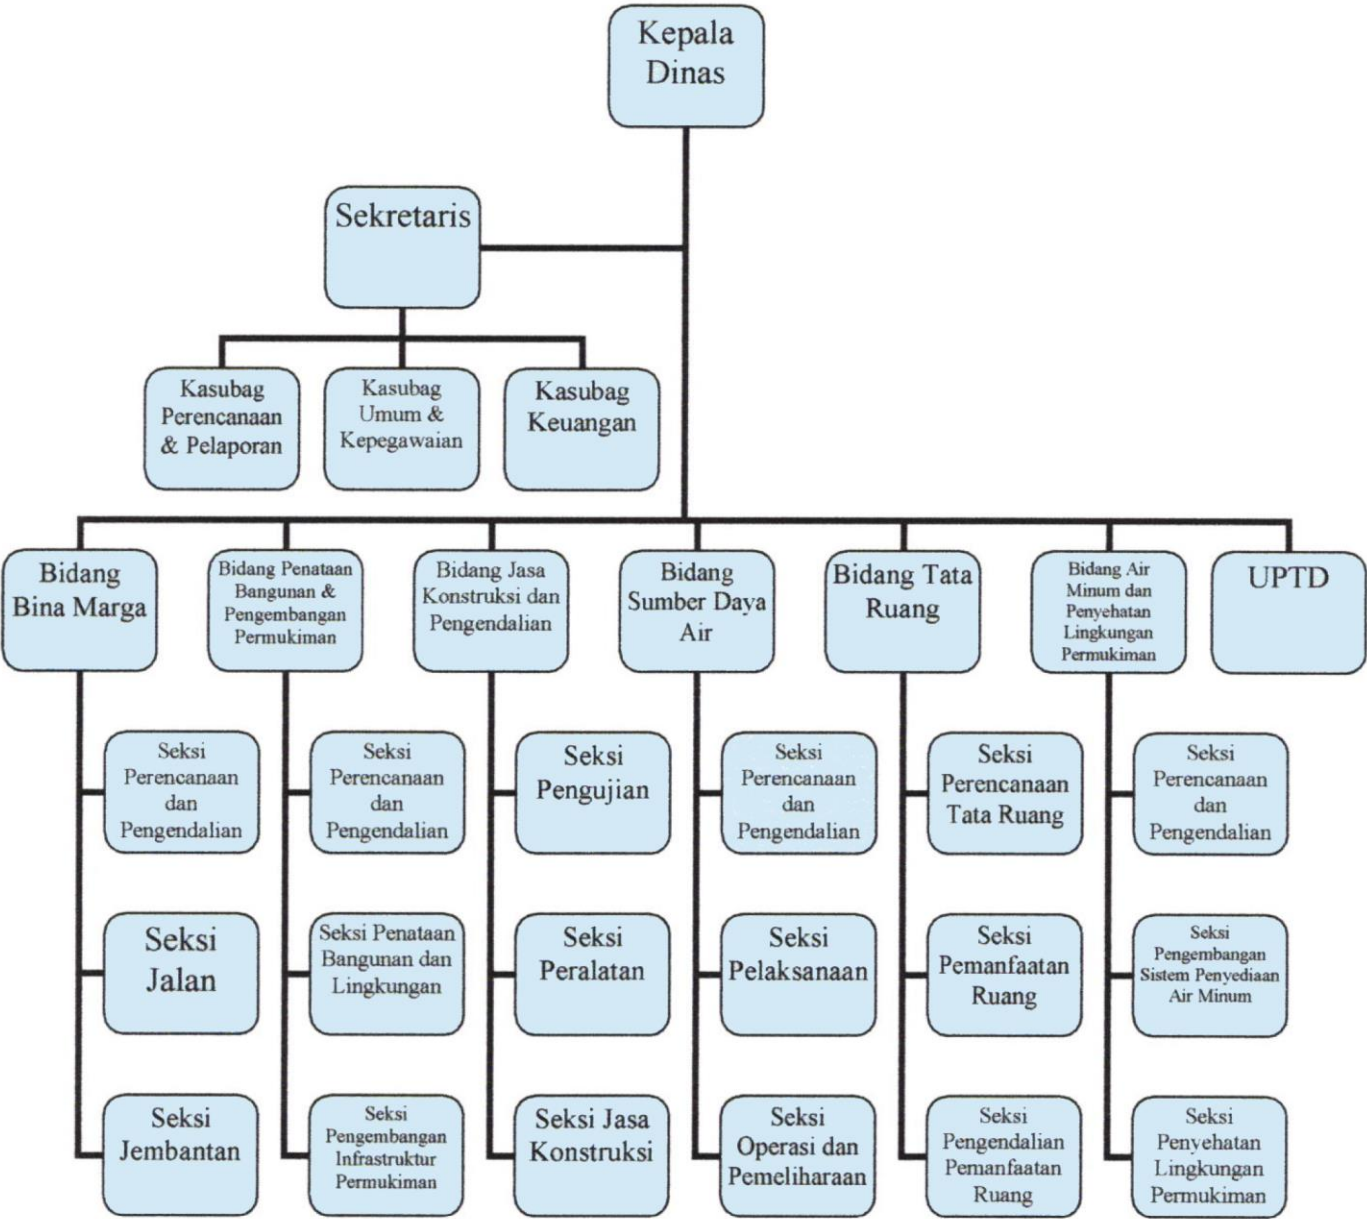 Kepala
Dinas
Sekretaris
Kasubag
Perencanaan
& Pelaporan
Kasubag
Umum &
Kepegawaian
Kasubag
Keuangan
Bidang
Bina Marga
Bidang Penataan
Bangunan &
Pengembangan
Permukiman
Bidang Jasa
Konstruksi dan
Pengendalian
Bidang
Sumber Daya
Air
Bidang Tata
Ruang
Bidang Air
Minum dan
Penyehatan
Lingkungan
Permukiman
UPTD
Seksi
Perencanaan
dan
Pengendalian
Seksi
Perencanaan
dan
Pengendalian
Seksi
Pengujian
Seksi
Perencanaan
dan
Pengendalian
Seksi
Perencanaan
Tata Ruang
Seksi
Perencanaan
dan
Pengendalian
Seksi
Jalan
Seksi Penataan
Bangunan dan
Lingkungan
Seksi
Peralatan
Seksi
Pelaksanaan
Seksi
Pemanfaatan
Ruang
Seksi
Pengembangan
Sistem Penyediaan
Air Minum
Seksi
Jembantan
Seksi
Pengembangan
Infrastruktur
Permukiman
Seksi Jasa
Konstruksi
Seksi
Operasi dan
Pemeliharaan
Seksi
Pengendalian
Pemanfaatan
Ruang
Seksi
Penyehatan
Lingkungan
Permukiman